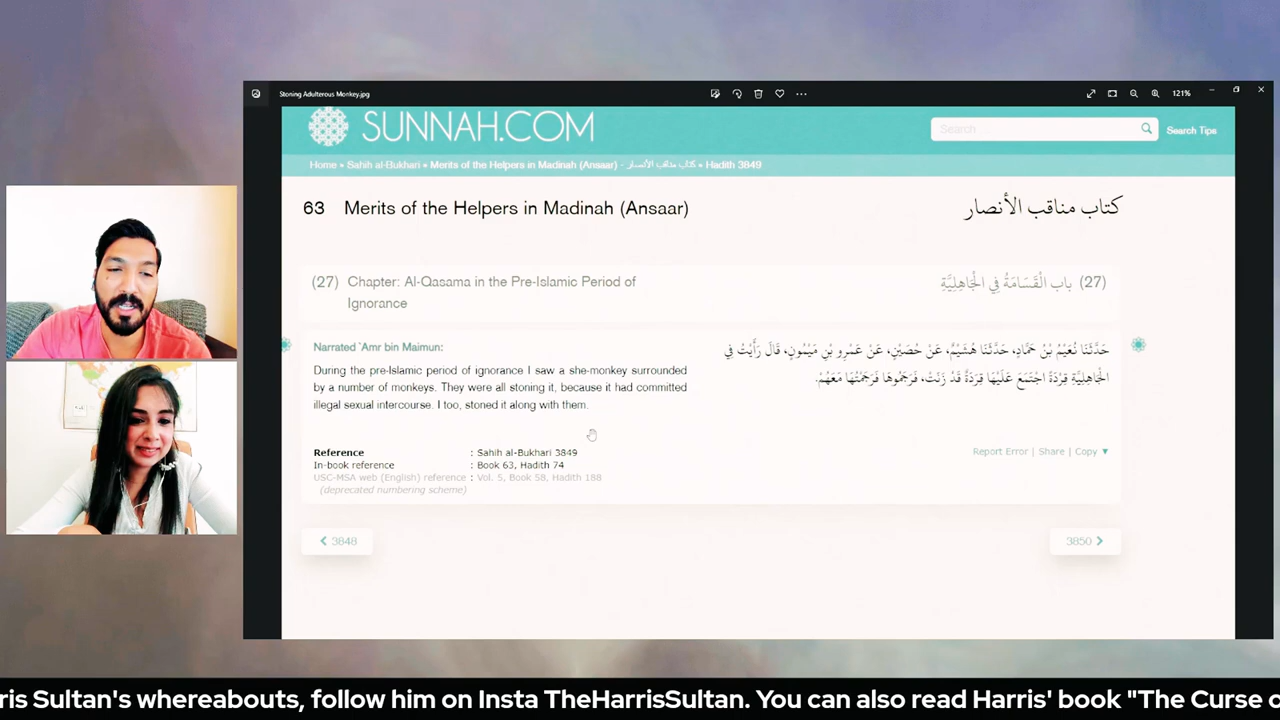 Stoning Adulterous Monkey.jpg
121%
SUNNAH.COM
Search
Search Tips
Home » Sahih al-Bukhari » Merits of the Helpers in Madinah (Ansaar) - كتاب مناقب الأنصار » Hadith 3849
63 Merits of the Helpers in Madinah (Ansaar)
كتاب مناقب الأنصار
(27) Chapter: Al-Qasama in the Pre-Islamic Period of
Ignorance
(27) باب الْقَسَامَةُ فِي الْجَاهِلِيَّةِ
Narrated `Amr bin Maimun:
During the pre-Islamic period of ignorance I saw a she-monkey surrounded
by a number of monkeys. They were all stoning it, because it had committed
illegal sexual intercourse. I too, stoned it along with them.
حَدَّثَنَا نُعَيْمُ بْنُ حَمَّادٍ، حَدَّثَنَا هُشَيْمٌ، عَنْ حُصَيْنٍ، عَنْ عَمْرِو بْنِ مَيْمُونٍ، قَالَ رَأَيْتُ فِي
الْجَاهِلِيَّةِ قِرْدَةً اجْتَمَعَ عَلَيْهَا قِرَدَةٌ قَدْ زَنَتْ، فَرَجَمُوهَا فَرَجَمْتُهَا مَعَهُمْ.
Reference : Sahih al-Bukhari 3849
In-book reference : Book 63, Hadith 74
USC-MSA web (English) reference : Vol. 5, Book 58, Hadith 188
(deprecated numbering scheme)
Report Error | Share | Copy ▼
3848
3850
ris Sultan's whereabouts, follow him on Insta TheHarrisSultan. You can also read Harris' book "The Curse o